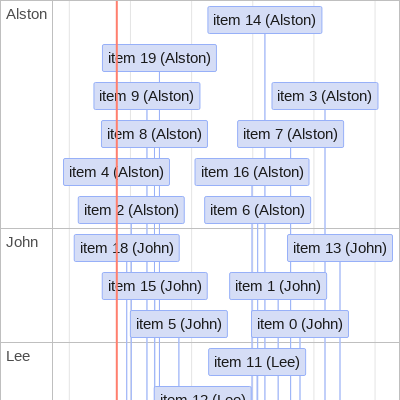 Alston
item 14 (Alston)
item 19 (Alston)
item 9 (Alston)
item 3 (Alston)
item 8 (Alston)
item 7 (Alston)
item 4 (Alston)
item 16 (Alston)
item 2 (Alston)
item 6 (Alston)
John
item 18 (John)
item 13 (John)
item 15 (John)
item 1 (John)
item 5 (John)
item 0 (John)
Lee
item 11 (Lee)
item 12 (Lee)